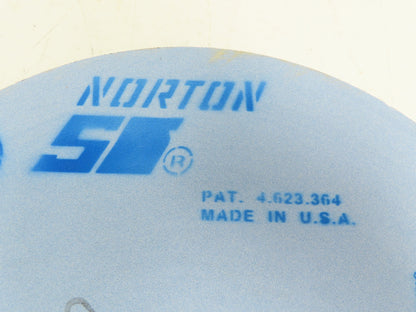 NORTON
SG®
PAT. 4.623.364
MADE IN U.S.A.